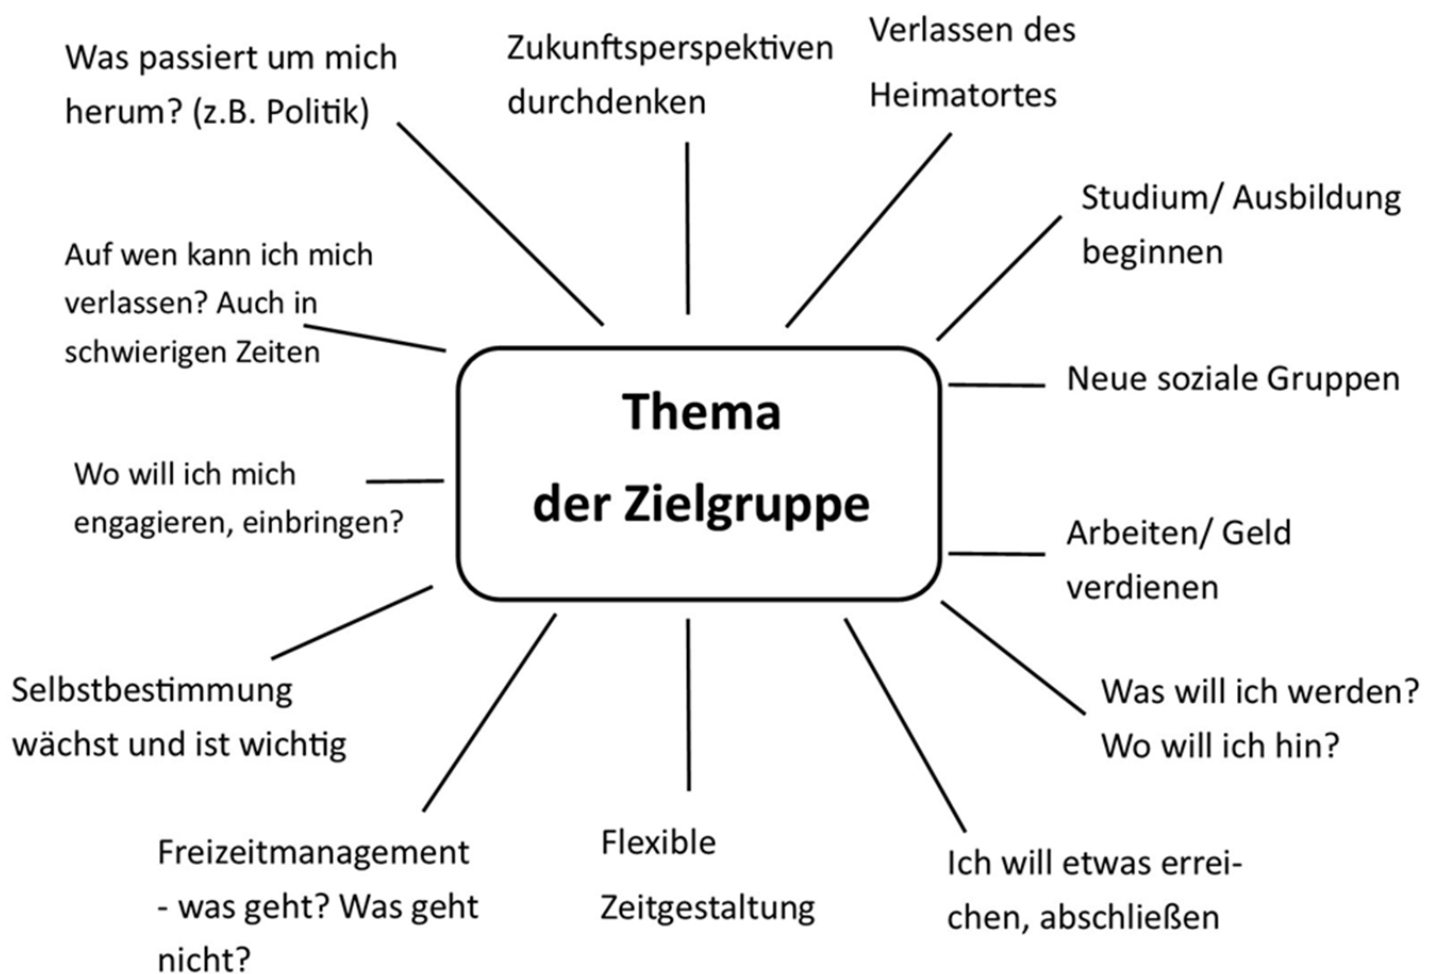 Was passiert um mich
herum? (z.B. Politik)
Zukunftsperspektiven
durchdenken
Verlassen des
Heimatortes
Studium/ Ausbildung
beginnen
Auf wen kann ich mich
verlassen? Auch in
schwierigen Zeiten
Neue soziale Gruppen
Thema
der Zielgruppe
Wo will ich mich
engagieren, einbringen?
Arbeiten/ Geld
verdienen
Selbstbestimmung
wächst und ist wichtig
Was will ich werden?
Wo will ich hin?
Freizeitmanagement
- was geht? Was geht
nicht?
Flexible
Zeitgestaltung
Ich will etwas errei-
chen, abschließen